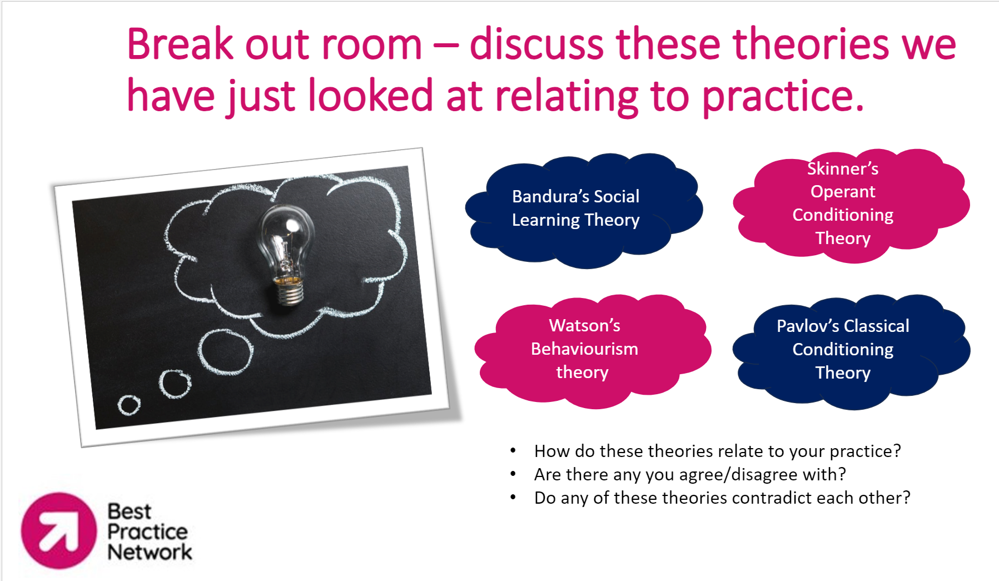 Break out room – discuss these theories we
have just looked at relating to practice.
Bandura’s Social
Learning Theory
Skinner’s
Operant
Conditioning
Theory
Watson’s
Behaviourism
theory
Pavlov’s Classical
Conditioning
Theory
• How do these theories relate to your practice?
• Are there any you agree/disagree with?
• Do any of these theories contradict each other?
Best
Practice
Network